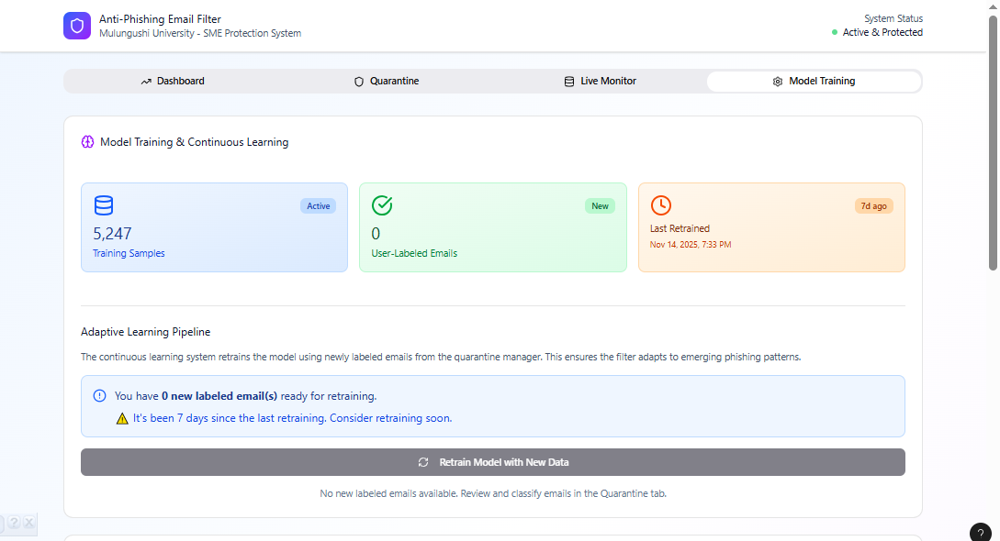 Anti-Phishing Email Filter
Mulungushi University - SME Protection System
System Status
Active & Protected
Dashboard
Quarantine
Live Monitor
Model Training
Model Training & Continuous Learning
Active
5,247
Training Samples
New
0
User-Labeled Emails
7d ago
Last Retrained
Nov 14, 2025, 7:33 PM
Adaptive Learning Pipeline
The continuous learning system retrains the model using newly labeled emails from the quarantine manager. This ensures the filter adapts to emerging phishing patterns.
You have 0 new labeled email(s) ready for retraining.
It's been 7 days since the last retraining. Consider retraining soon.
Retrain Model with New Data
No new labeled emails available. Review and classify emails in the Quarantine tab.
? X
?